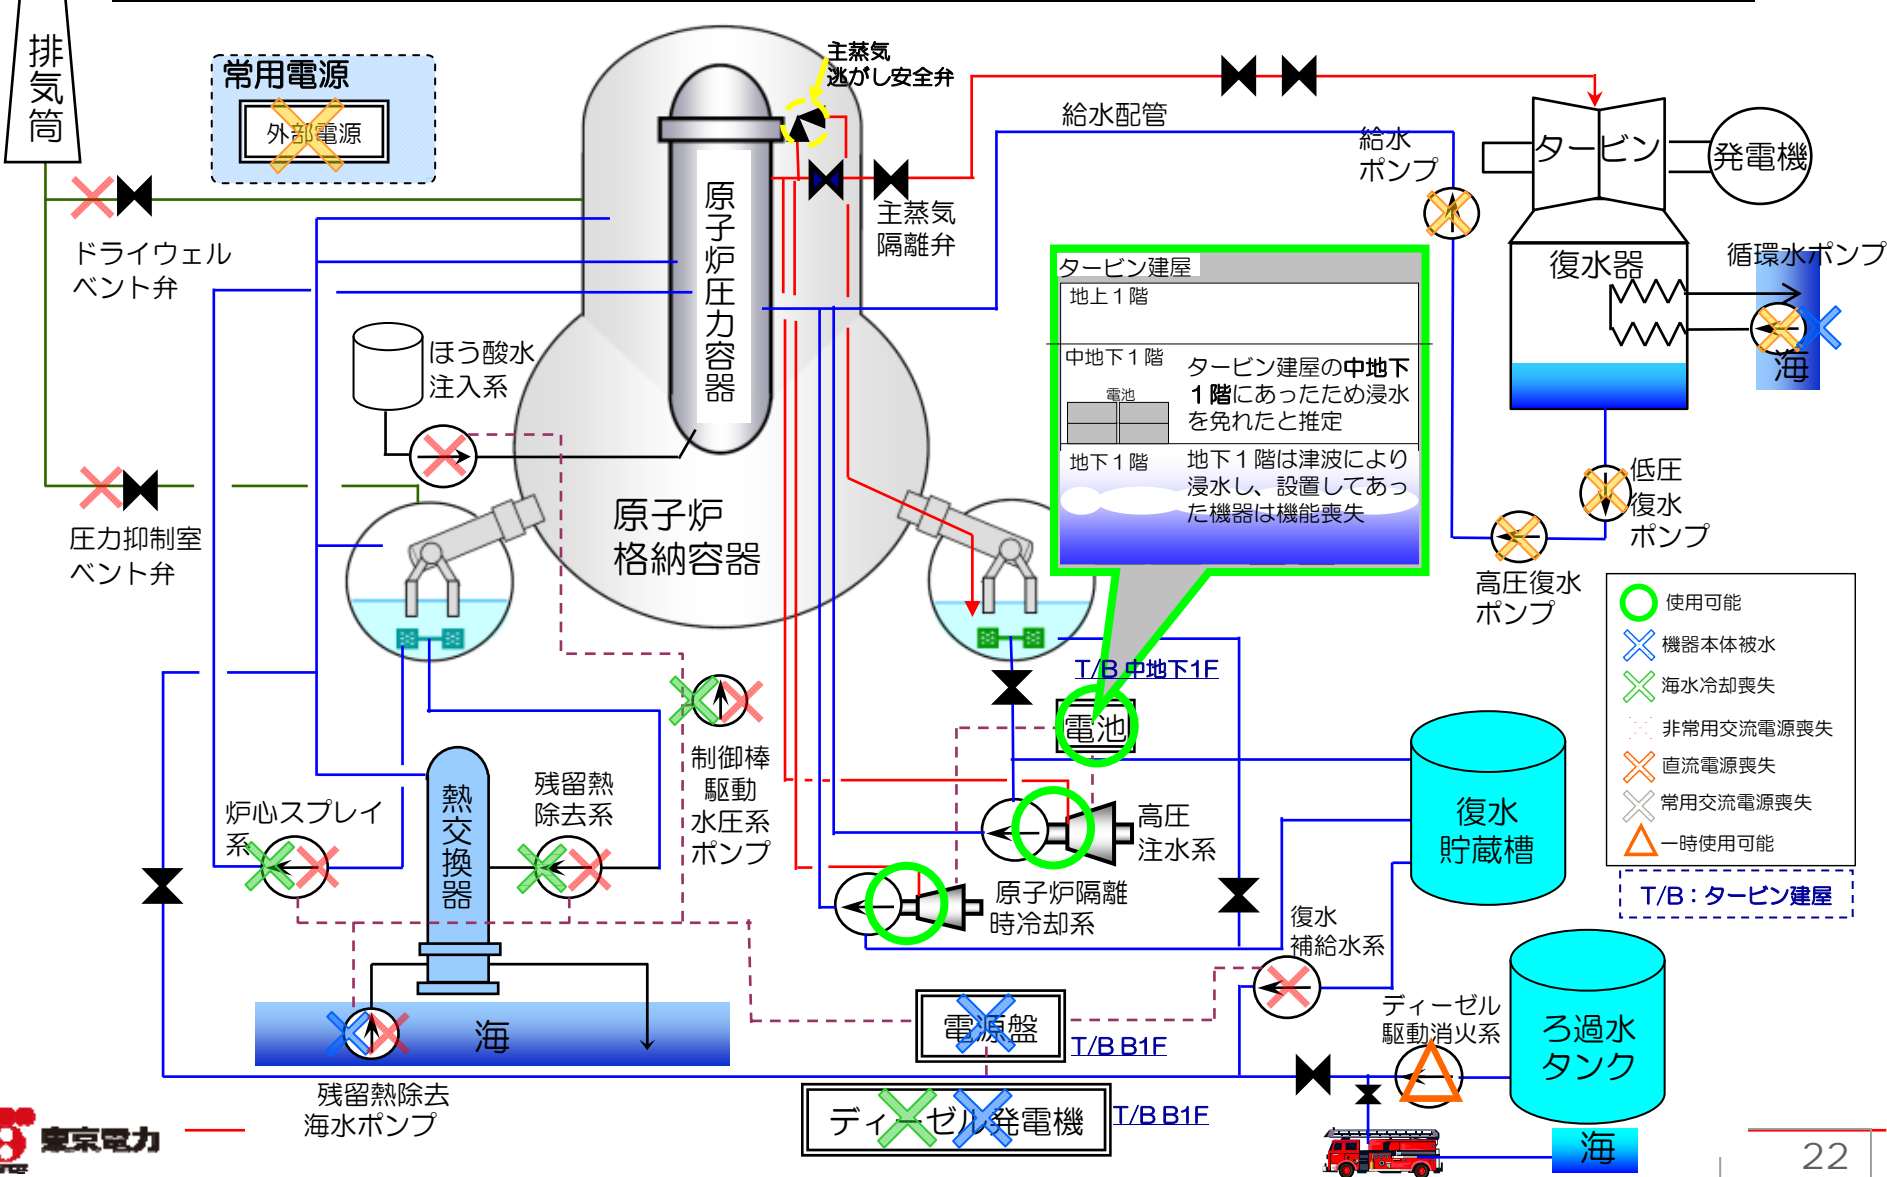 排
気
筒
常用電源
外部電源
主蒸気
逃がし安全弁
給水配管
給水
ポンプ
タービン
発電機
ドライウェル
ベント弁
原
子
炉
圧
力
容
器
主蒸気
隔離弁
復水器
循環水ポンプ
海
タービン建屋
地上1階
中地下1階
電池
タービン建屋の中地下
1階にあったため浸水
を免れたと推定
地下1階
地下1階は津波により
浸水し、設置してあっ
た機器は機能喪失
ほう酸水
注入系
圧力抑制室
ベント弁
原子炉
格納容器
低圧
復水
ポンプ
高圧復水
ポンプ
使用可能
機器本体被水
海水冷却喪失
非常用交流電源喪失
直流電源喪失
常用交流電源喪失
一時使用可能
T/B：タービン建屋
T/B 中地下1F
電池
制御棒
駆動
水圧系
ポンプ
炉心スプレイ
系
熱
交
換
器
残留熱
除去系
高圧
注水系
原子炉隔離
時冷却系
復水
貯蔵槽
復水
補給水系
ディーゼル
駆動消火系
ろ過水
タンク
海
残留熱除去
海水ポンプ
電源盤
T/B B1F
ディーゼル発電機
T/B B1F
海
東京電力
22